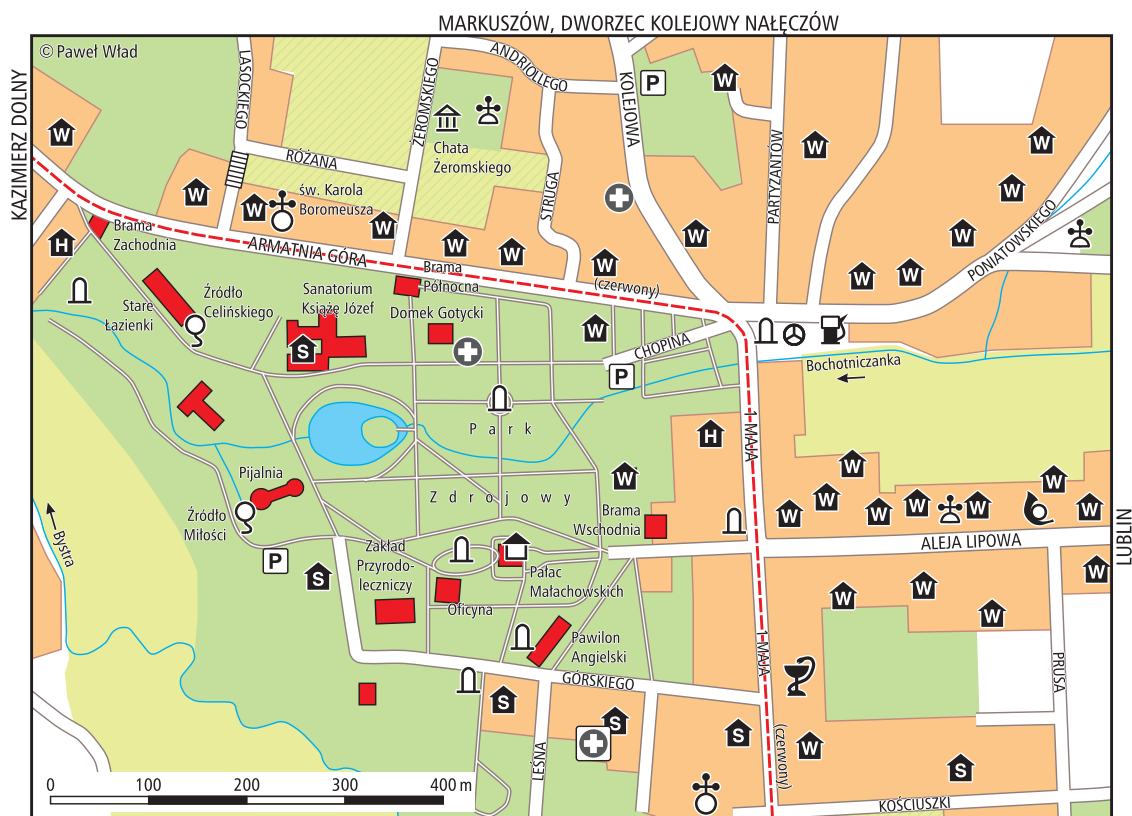 MARKUSZÓW, DWORZEC KOLEJOWY NAŁĘCZÓW
© Paweł Wład
KAZIMIERZ DOLNY
LASOCKIEGO
ŻEROMSKIEGO
ANDRIOLLEGO
KOLEJOWA
P
W
W
W
Chata
Żeromskiego
RÓŻANA
STRUGA
PARTYZANTÓW
W
W
W
W
św. Karola
Boromeusza
W
W
W
W
W
W
W
W
W
PONIATOWSKIEGO
H
Brama
Zachodnia
ARMATNIA GÓRA
Brama
Północna
(czerwony)
Stare
Łazienki
Źródło
Celińskiego
Sanatorium
Książę Józef
S
Domek Gotycki
W
CHOPINA
P
Bochotniczanka
Park
H
1 MAJA
Pijalnia
Zdrojowy
W
W
W
W
W
W
W
W
W
Źródło
Miłości
Brama
Wschodnia
LUBLIN
Bystra
ALEJA LIPOWA
P
S
Zakład
Przyrodo-
leczniczy
Pałac
Małachowskich
Oficyna
W
W
W
W
Pawilon
Angielski
1 MAJA
PRUSA
GÓRSKIEGO
S
S
S
W
S
LEŚNA
(czerwony)
KOŚCIUSZKI
0 100 200 300 400 m